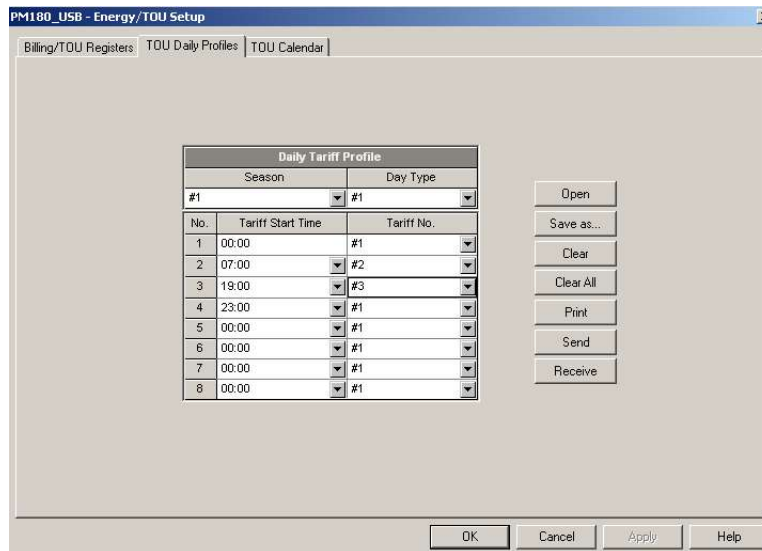 PM180_USB - Energy/TOU Setup
Billing/TOU Registers TOU Daily Profiles TOU Calendar
Daily Tariff Profile
Season Day Type
#1 #1
No. Tariff Start Time Tariff No.
1 00:00 #1
2 07:00 #2
3 19:00 #3
4 23:00 #1
5 00:00 #1
6 00:00 #1
7 00:00 #1
8 00:00 #1
Open
Save as...
Clear
Clear All
Print
Send
Receive
OK Cancel Apply Help